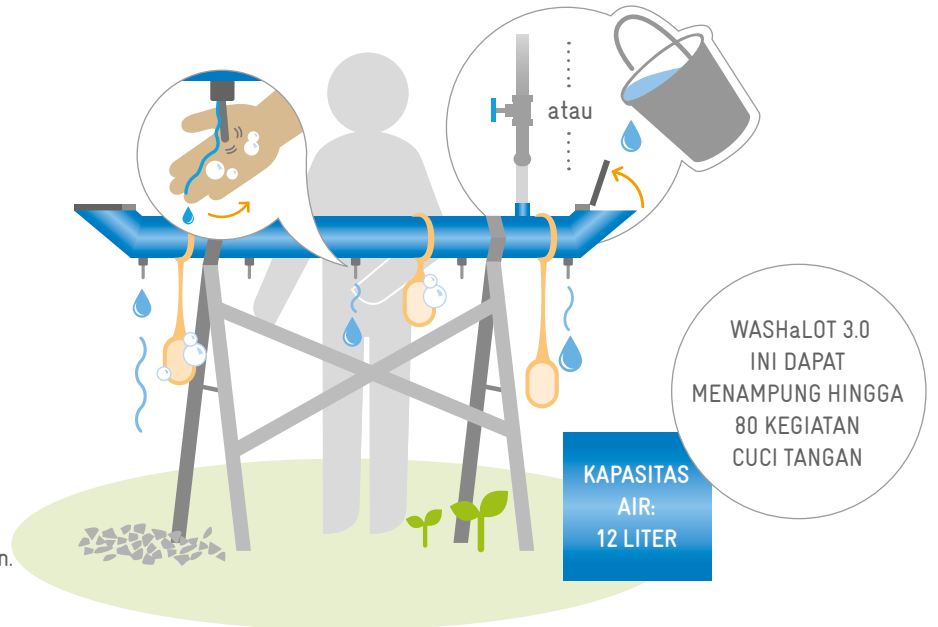 atau
WASHaLOT 3.0
INI DAPAT
MENAMPUNG HINGGA
80 KEGIATAN
CUCI TANGAN
KAPASITAS
AIR:
12 LITER
n.